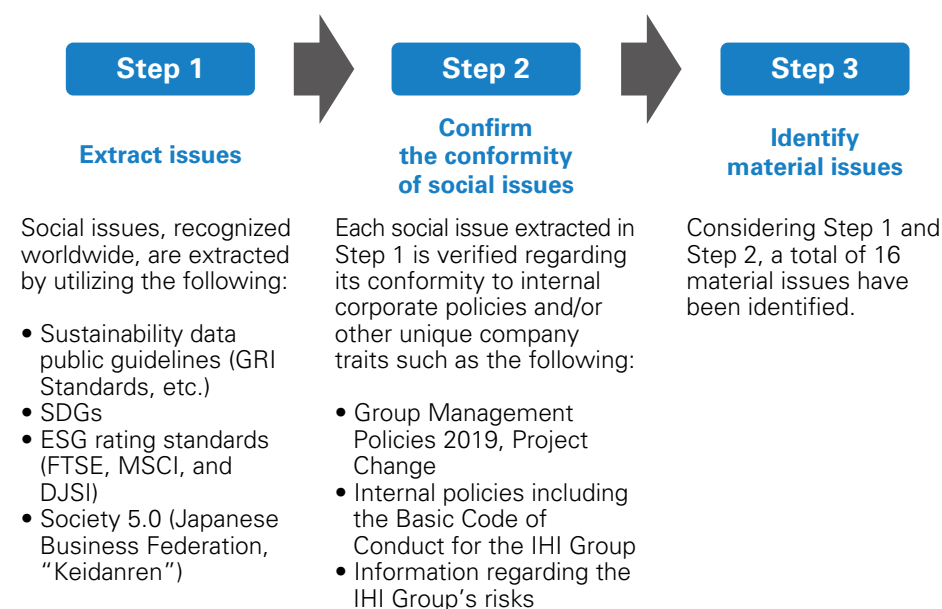 Step 1
Extract issues
Social issues, recognized
worldwide, are extracted
by utilizing the following:
• Sustainability data
public guidelines (GRI
Standards, etc.)
• SDGs
• ESG rating standards
(FTSE, MSCI, and
DJSI)
• Society 5.0 (Japanese
Business Federation,
“Keidanren”)
Step 2
Confirm
the conformity
of social issues
Each social issue extracted in
Step 1 is verified regarding
its conformity to internal
corporate policies and/or
other unique company
traits such as the following:
• Group Management
Policies 2019, Project
Change
• Internal policies including
the Basic Code of
Conduct for the IHI Group
• Information regarding the
IHI Group’s risks
Step 3
Identify
material issues
Considering Step 1 and
Step 2, a total of 16
material issues have
been identified.